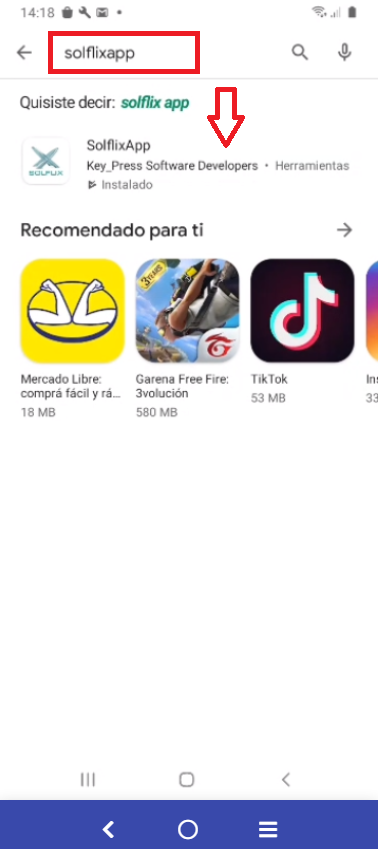 14:18
solflixapp
Quisiste decir: solflix app
SOLFLIX
SolflixApp
Key_Press Software Developers • Herramientas
Instalado
Recomendado para ti
3 YEARS
Mercado Libre: comprá fácil y rá…
18 MB
Garena Free Fire: 3volución
580 MB
TikTok
53 MB
Ins
33